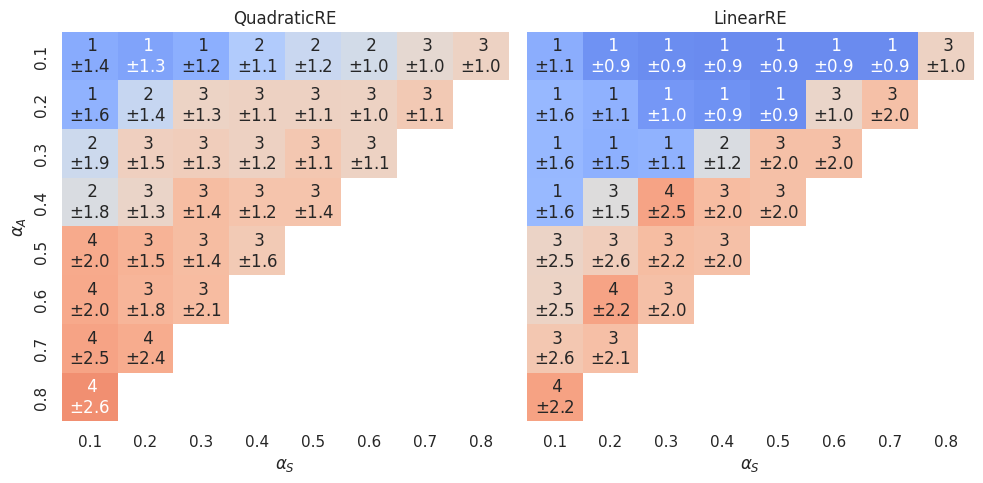 QuadraticRE LinearRE
0.1 1 1 1 2 2 2 3 3 1 1 1 1 1 1 1 3
±1.4 ±1.3 ±1.2 ±1.1 ±1.2 ±1.0 ±1.0 ±1.0 ±1.1 ±0.9 ±0.9 ±0.9 ±0.9 ±0.9 ±0.9 ±1.0
0.2 1 2 3 3 3 3 3 1 1 1 1 1 3 3
±1.6 ±1.4 ±1.3 ±1.1 ±1.1 ±1.0 ±1.1 ±1.6 ±1.1 ±1.0 ±0.9 ±0.9 ±1.0 ±2.0
0.3 2 3 3 3 3 3 1 1 1 2 3 3
±1.9 ±1.5 ±1.3 ±1.2 ±1.1 ±1.1 ±1.6 ±1.5 ±1.1 ±1.2 ±2.0 ±2.0
0.4 2 3 3 3 3 1 3 4 3 3
±1.8 ±1.3 ±1.4 ±1.2 ±1.4 ±1.6 ±1.5 ±2.5 ±2.0 ±2.0
α_A
0.5 4 3 3 3 3 3 3 3
±2.0 ±1.5 ±1.4 ±1.6 ±2.5 ±2.6 ±2.2 ±2.0
0.6 4 3 3 3 4 3
±2.0 ±1.8 ±2.1 ±2.5 ±2.2 ±2.0
0.7 4 4 3 3
±2.5 ±2.4 ±2.6 ±2.1
0.8 4 4
±2.6 ±2.2
0.1 0.2 0.3 0.4 0.5 0.6 0.7 0.8 0.1 0.2 0.3 0.4 0.5 0.6 0.7 0.8
α_S α_S